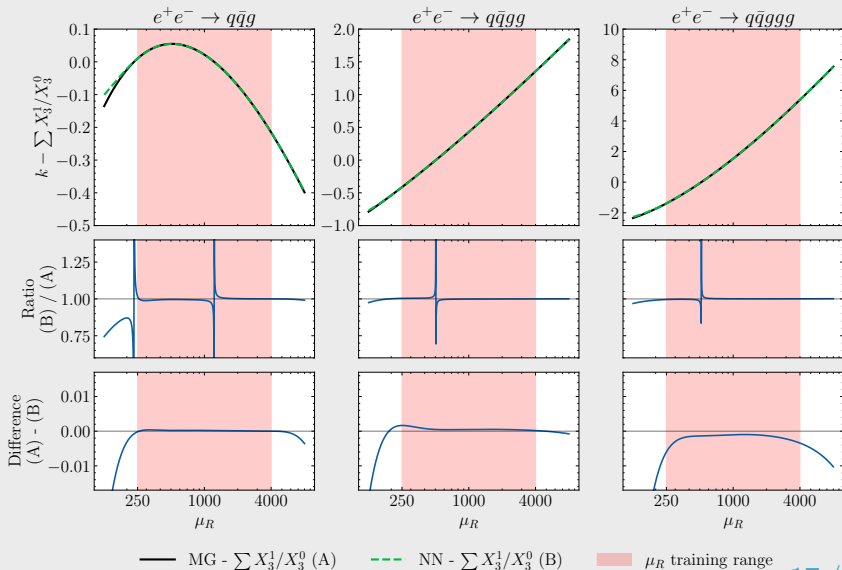 e⁺e⁻ → qq̄g
e⁺e⁻ → qq̄gg
e⁺e⁻ → qq̄ggg
k − ∑ X₃¹/X₃⁰
0.1
0.0
−0.1
−0.2
−0.3
−0.4
−0.5
2.0
1.5
1.0
0.5
0.0
−0.5
−1.0
10
8
6
4
2
0
−2
Ratio
(B) / (A)
1.25
1.00
0.75
Difference
(A) - (B)
0.01
0.00
−0.01
250 1000 4000
250 1000 4000
250 1000 4000
μ_R
μ_R
μ_R
MG - ∑ X₃¹/X₃⁰ (A)
NN - ∑ X₃¹/X₃⁰ (B)
μ_R training range